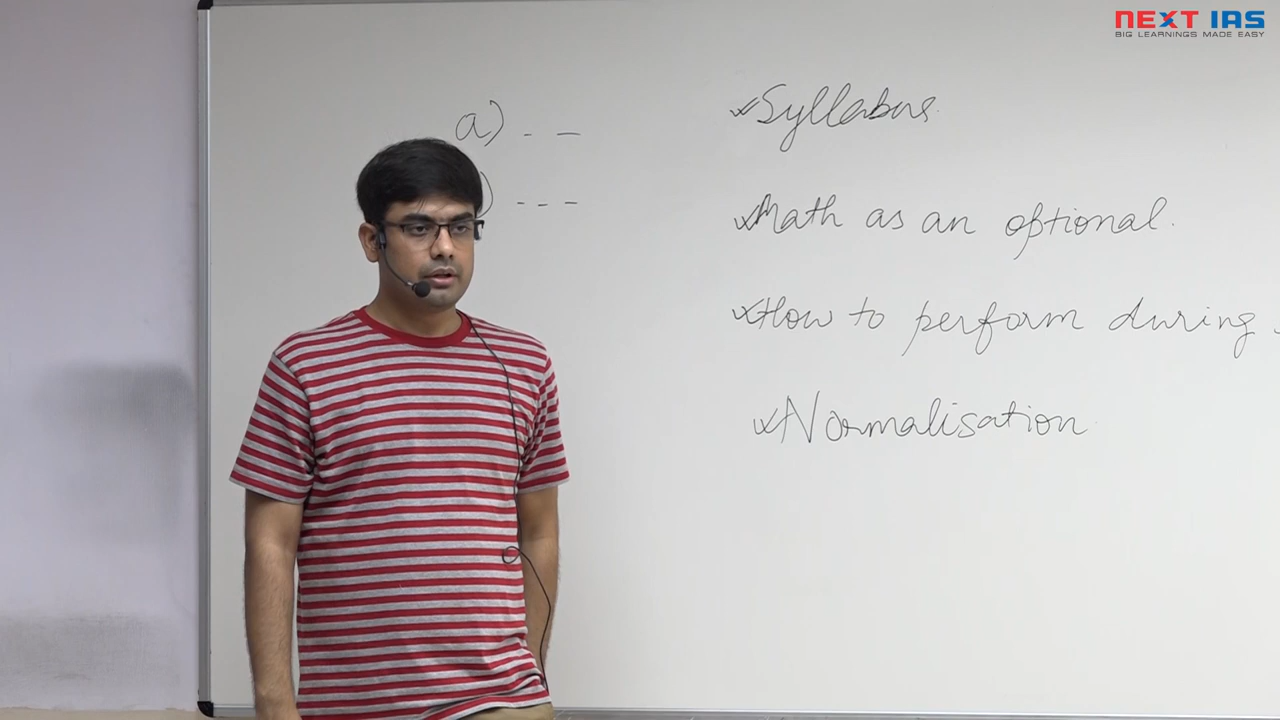 NEXT IAS
BIG LEARNINGS MADE EASY
a) - -
) - - -
Syllabus
Math as an optional.
How to perform during
Normalisation